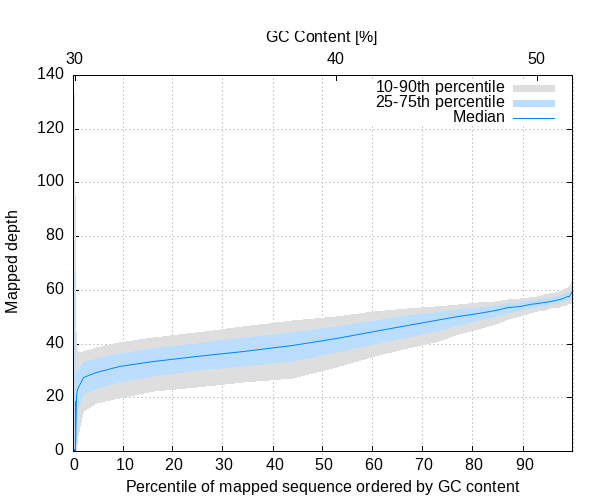 GC Content [%]
30 40 50
140
120
100
80
60
40
20
0
10-90th percentile
25-75th percentile
Median
Mapped depth
0 10 20 30 40 50 60 70 80 90
Percentile of mapped sequence ordered by GC content